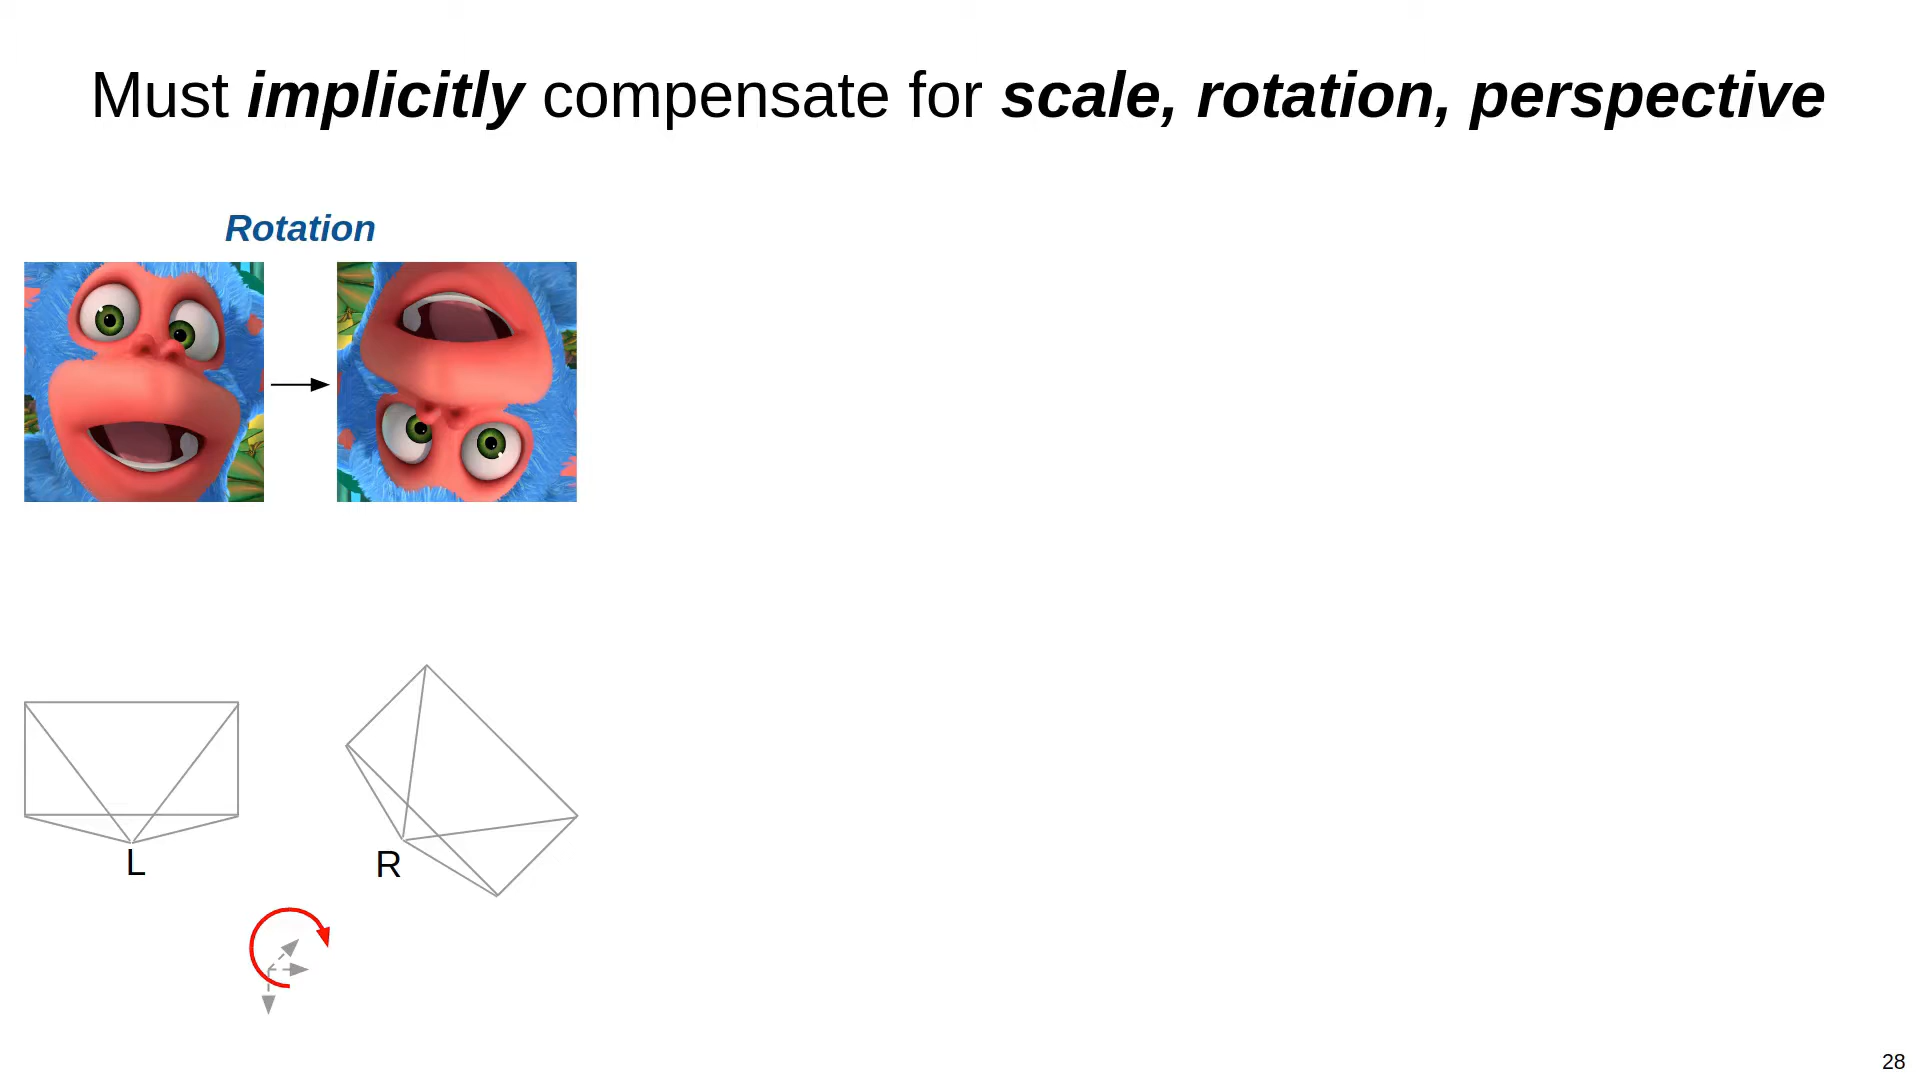 Must implicitly compensate for scale, rotation, perspective
Rotation
L
R
28